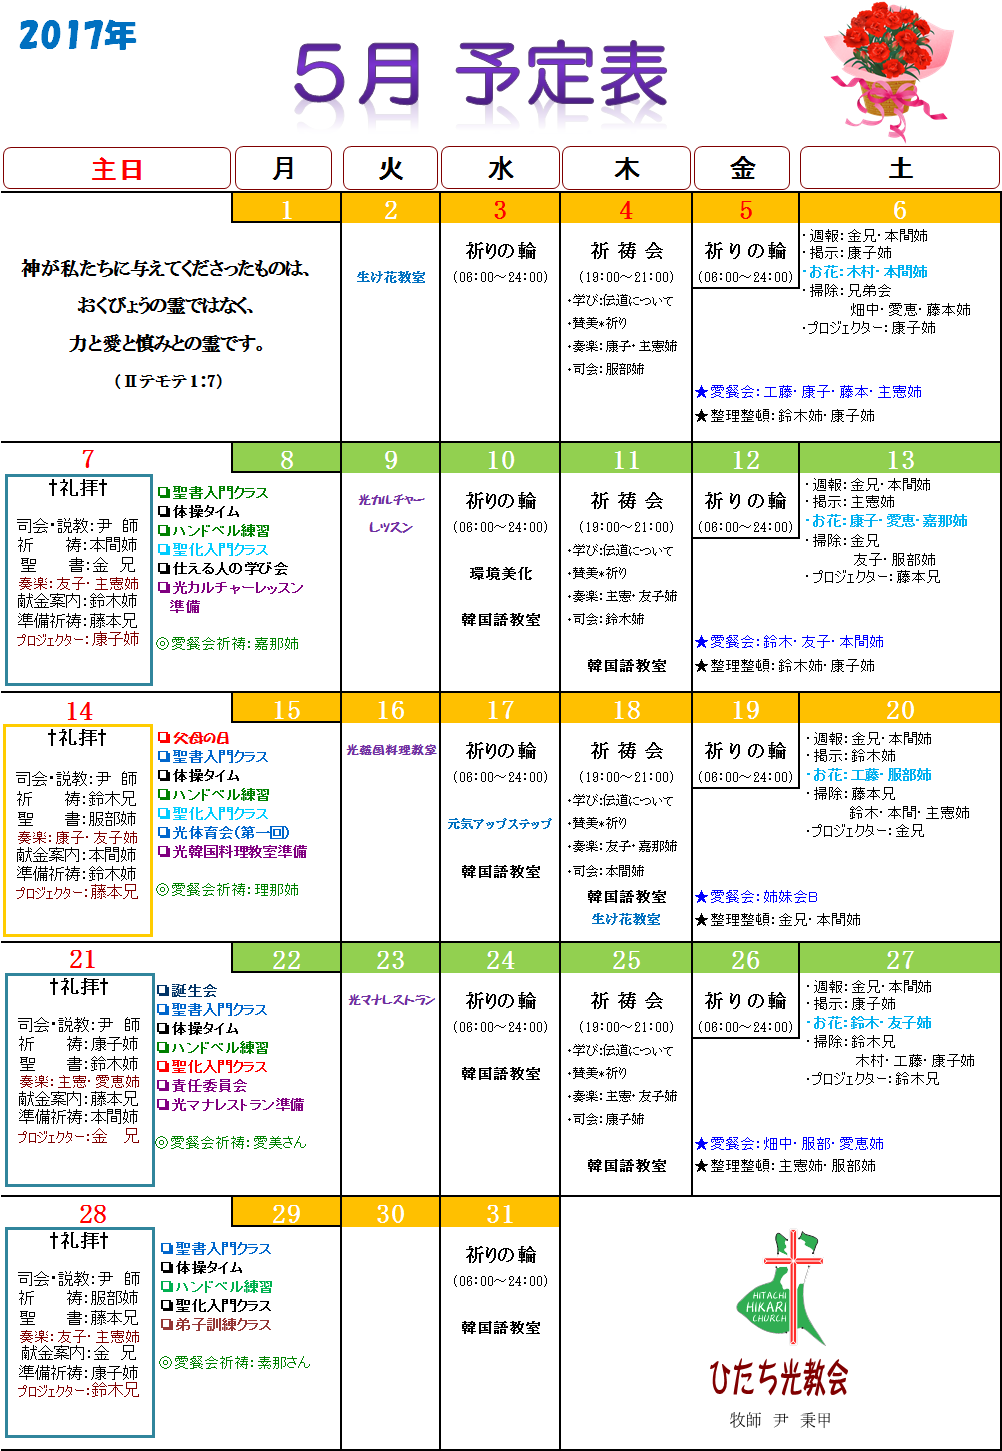 2017年
5月 予定表
主日 月 火 水 木 金 土
1 2 3 4 5 6
神が私たちに与えてくださったものは、
おくびょうの霊ではなく、
力と愛と慎みとの霊です。
(Ⅱテモテ1:7)
生け花教室
祈りの輪
(06:00~24:00)
祈 祷 会
(19:00~21:00)
・学び:伝道について
・賛美*祈り
・奏楽:康子・主憲姉
・司会:服部姉
祈りの輪
(06:00~24:00)
・週報:金兄・本間姉
・掲示:康子姉
・お花:木村・本間姉
・掃除:兄弟会
畑中・愛恵・藤本姉
・プロジェクター:康子姉
★愛餐会:工藤・康子・藤本・主憲姉
★整理整頓:鈴木姉・康子姉
7 8 9 10 11 12 13
†礼拝†
司会・説教:尹 師
祈 祷:本間姉
聖 書:金 兄
奏楽:友子・主憲姉
献金案内:鈴木姉
準備祈祷:藤本兄
プロジェクター:康子姉
❏聖書入門クラス
❏体操タイム
❏ハンドベル練習
❏聖化入門クラス
❏仕える人の学び会
❏光カルチャーレッスン
準備
◎愛餐会祈祷:嘉那姉
光カルチャー
レッスン
祈りの輪
(06:00~24:00)
環境美化
韓国語教室
祈 祷 会
(19:00~21:00)
・学び:伝道について
・賛美*祈り
・奏楽:主憲・友子姉
・司会:鈴木姉
韓国語教室
祈りの輪
(06:00~24:00)
・週報:金兄・本間姉
・掲示:主憲姉
・お花:康子・愛恵・嘉那姉
・掃除:金兄
友子・服部姉
・プロジェクター:藤本兄
★愛餐会:鈴木・友子・本間姉
★整理整頓:鈴木姉・康子姉
14 15 16 17 18 19 20
†礼拝†
司会・説教:尹 師
祈 祷:鈴木兄
聖 書:服部姉
奏楽:康子・友子姉
献金案内:本間姉
準備祈祷:鈴木姉
プロジェクター:藤本兄
❏父母の日
❏聖書入門クラス
❏体操タイム
❏ハンドベル練習
❏聖化入門クラス
❏光体育会(第一回)
❏光韓国料理教室準備
◎愛餐会祈祷:理那姉
光韓国料理教室
祈りの輪
(06:00~24:00)
元気アップステップ
韓国語教室
祈 祷 会
(19:00~21:00)
・学び:伝道について
・賛美*祈り
・奏楽:友子・嘉那姉
・司会:本間姉
韓国語教室
生け花教室
祈りの輪
(06:00~24:00)
・週報:金兄・本間姉
・掲示:鈴木姉
・お花:工藤・服部姉
・掃除:藤本兄
鈴木・本間・主憲姉
・プロジェクター:金兄
★愛餐会:姉妹会B
★整理整頓:金兄・本間姉
21 22 23 24 25 26 27
†礼拝†
司会・説教:尹 師
祈 祷:康子姉
聖 書:鈴木姉
奏楽:主憲・愛恵姉
献金案内:藤本兄
準備祈祷:本間姉
プロジェクター:金 兄
❏誕生会
❏聖書入門クラス
❏体操タイム
❏ハンドベル練習
❏聖化入門クラス
❏責任委員会
❏光マナレストラン準備
◎愛餐会祈祷:愛美さん
光マナレストラン
祈りの輪
(06:00~24:00)
韓国語教室
祈 祷 会
(19:00~21:00)
・学び:伝道について
・賛美*祈り
・奏楽:主憲・友子姉
・司会:康子姉
韓国語教室
祈りの輪
(06:00~24:00)
・週報:金兄・本間姉
・掲示:康子姉
・お花:鈴木・友子姉
・掃除:鈴木兄
木村・工藤・康子姉
・プロジェクター:鈴木兄
★愛餐会:畑中・服部・愛恵姉
★整理整頓:主憲姉・服部姉
28 29 30 31
†礼拝†
司会・説教:尹 師
祈 祷:服部姉
聖 書:藤本兄
奏楽:友子・主憲姉
献金案内:金 兄
準備祈祷:康子姉
プロジェクター:鈴木兄
❏聖書入門クラス
❏体操タイム
❏ハンドベル練習
❏聖化入門クラス
❏弟子訓練クラス
◎愛餐会祈祷:素那さん
祈りの輪
(06:00~24:00)
韓国語教室
HITACHI
HIKARI
CHURCH
ひたち光教会
牧師 尹 秉甲